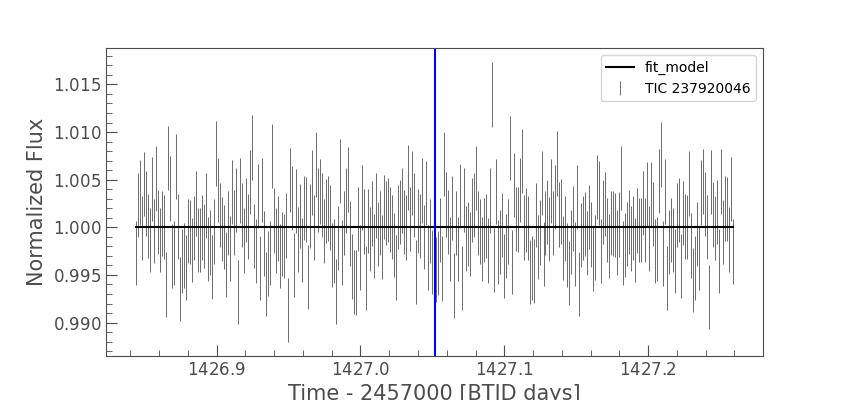 fit_model
TIC 237920046
Normalized Flux
1.015
1.010
1.005
1.000
0.995
0.990
1426.9
1427.0
1427.1
1427.2
Time - 2457000 [BTJD days]